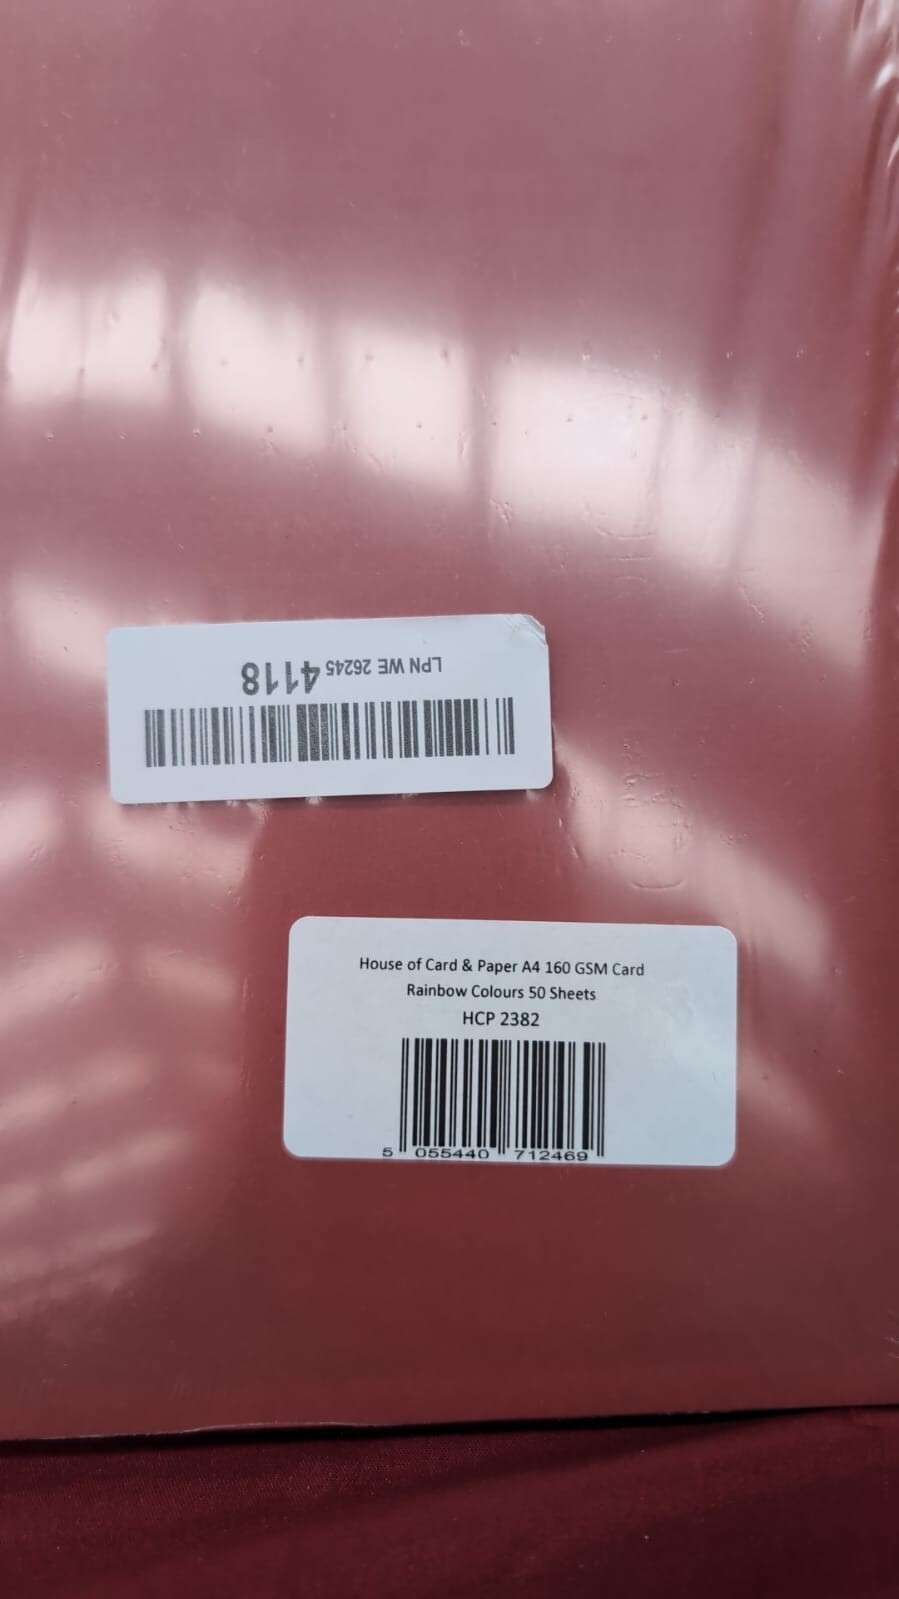 LPN WE 26245 4118
House of Card & Paper A4 160 GSM Card
Rainbow Colours 50 Sheets
HCP 2382
5 055440 712469